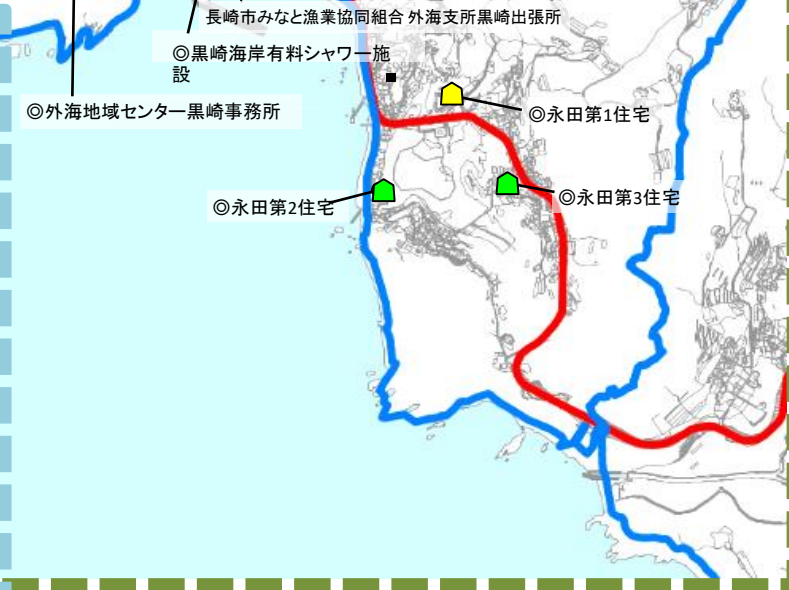 長崎市みなと漁業協同組合 外海支所黒崎出張所
◎黒崎海岸有料シャワー施
設
◎外海地域センター黒崎事務所
◎永田第1住宅
◎永田第3住宅
◎永田第2住宅